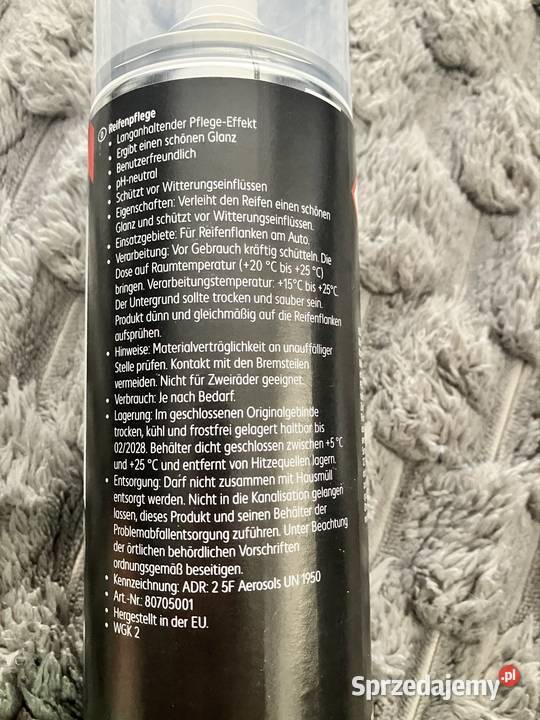 D Reifenpflege
• Langanhaltender Pflege-Effekt
• Ergibt einen schönen Glanz
• Benutzerfreundlich
• pH-neutral
• Schützt vor Witterungseinflüssen
• Eigenschaften: Verleiht den Reifen einen schönen
Glanz und schützt vor Witterungseinflüssen.
• Einsatzgebiete: Für Reifenflanken am Auto.
• Verarbeitung: Vor Gebrauch kräftig schütteln. Die
Dose auf Raumtemperatur (+20 °C bis +25 °C)
bringen. Verarbeitungstemperatur: +15°C bis +25°C.
Der Untergrund sollte trocken und sauber sein.
Produkt dünn und gleichmäßig auf die Reifenflanken
aufsprühen.
• Hinweise: Materialverträglichkeit an unauffälliger
Stelle prüfen. Kontakt mit den Bremsteilen
vermeiden. Nicht für Zweiräder geeignet.
• Verbrauch: Je nach Bedarf.
• Lagerung: Im geschlossenen Originalgebinde
trocken, kühl und frostfrei gelagert haltbar bis
02/2028. Behälter dicht geschlossen zwischen +5 °C
und +25 °C und entfernt von Hitzequellen lagern.
• Entsorgung: Darf nicht zusammen mit Hausmüll
entsorgt werden. Nicht in die Kanalisation gelangen
lassen, dieses Produkt und seinen Behälter der
Problemabfallentsorgung zuführen. Unter Beachtung
der örtlichen behördlichen Vorschriften
ordnungsgemäß beseitigen.
• Kennzeichnung: ADR: 2 5F Aerosols UN 1950
• Art.-Nr.: 80705001
• Hergestellt in der EU.
• WGK 2
Sprzedajemy.pl